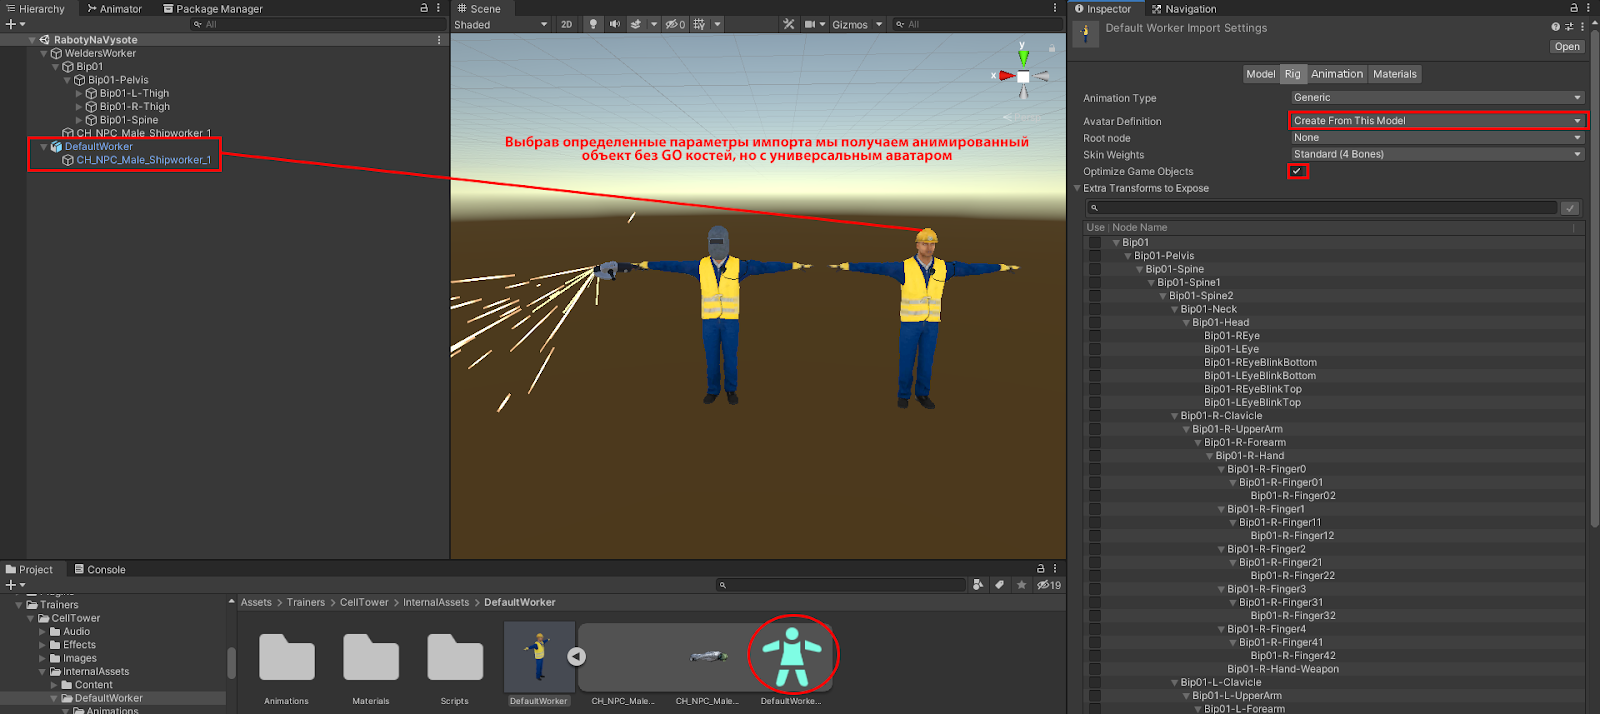 Hierarchy
Animator
Package Manager
All
RabotyNaVysote
WeldersWorker
Bip01
Bip01-Pelvis
Bip01-L-Thigh
Bip01-R-Thigh
Bip01-Spine
CH_NPC_Male_Shipworker_1
DefaultWorker
CH_NPC_Male_Shipworker_1
Scene
Shaded
2D
0
Gizmos
All
y
x
Persp
Выбрав определенные параметры импорта мы получаем анимированный
объект без GO костей, но с универсальным аватаром
Inspector
Navigation
Default Worker Import Settings
Open
Model
Rig
Animation
Materials
Animation Type
Generic
Avatar Definition
Create From This Model
Root node
None
Skin Weights
Standard (4 Bones)
Optimize Game Objects
Extra Transforms to Expose
Use
Node Name
Bip01
Bip01-Pelvis
Bip01-Spine
Bip01-Spine1
Bip01-Spine2
Bip01-Neck
Bip01-Head
Bip01-REye
Bip01-LEye
Bip01-REyeBlinkBottom
Bip01-LEyeBlinkBottom
Bip01-REyeBlinkTop
Bip01-LEyeBlinkTop
Bip01-R-Clavicle
Bip01-R-UpperArm
Bip01-R-Forearm
Bip01-R-Hand
Bip01-R-Finger0
Bip01-R-Finger01
Bip01-R-Finger02
Bip01-R-Finger1
Bip01-R-Finger11
Bip01-R-Finger12
Bip01-R-Finger2
Bip01-R-Finger21
Bip01-R-Finger22
Bip01-R-Finger3
Bip01-R-Finger31
Bip01-R-Finger32
Bip01-R-Finger4
Bip01-R-Finger41
Bip01-R-Finger42
Bip01-R-Hand-Weapon
Bip01-L-Clavicle
Bip01-L-UpperArm
Bip01-L-Forearm
Project
Console
19
Trainers
CellTower
Audio
Effects
Images
InternalAssets
Content
DefaultWorker
Animations
Assets > Trainers > CellTower > InternalAssets > DefaultWorker
Animations
Materials
Scripts
DefaultWorker
CH_NPC_Male...
CH_NPC_Male...
DefaultWorke...